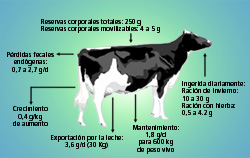 Reservas corporales totales: 250 g
Reservas corporales movilizables: 4 a 5 g
Pérdidas fecales
endógenas:
0,7 a 2,7 g/d
Ingerida diariamente:
Ración de invierno:
10 a 30 g
Ración con hierba:
0,5 a 4.2 g
Crecimiento
0,4 g/kg
de aumento
Mantenimiento:
1,8 g/d
para 600 kg
de peso vivo
Exportación por la leche:
3,6 g/d (30 Kg)